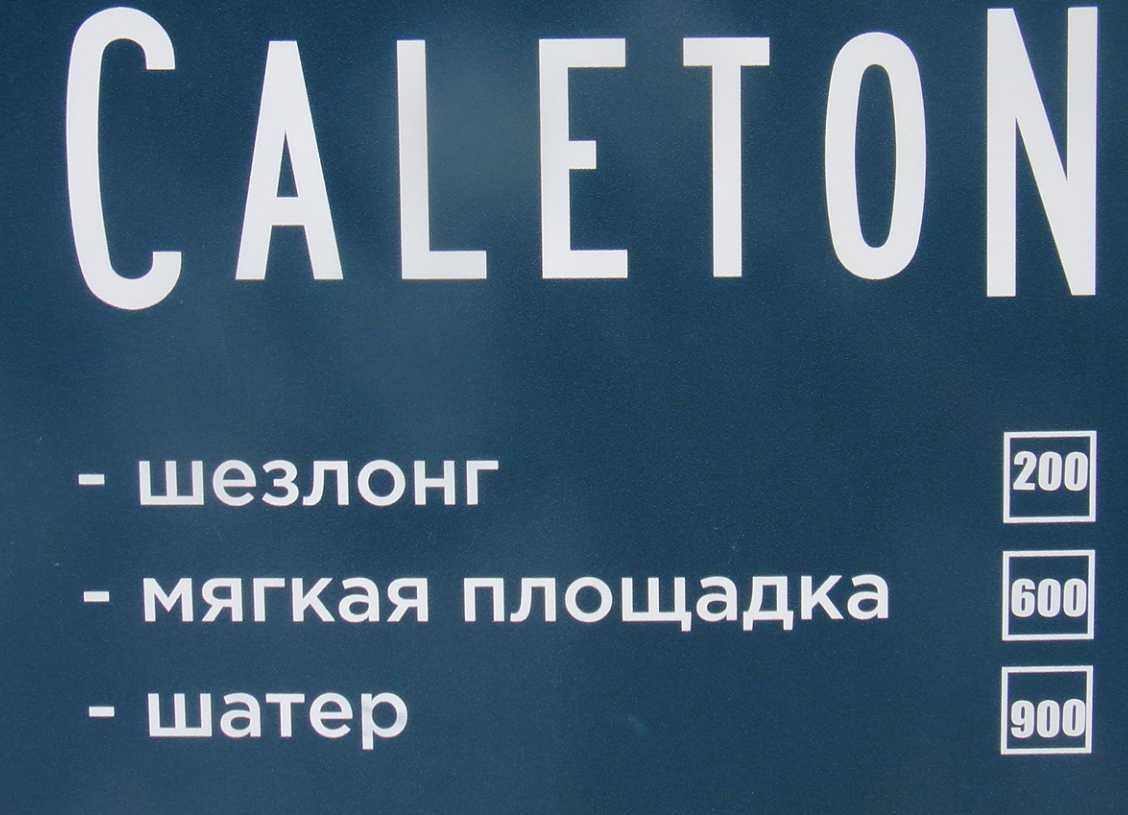 CALETON
- шезлонг 200
- мягкая площадка 600
- шатер 900